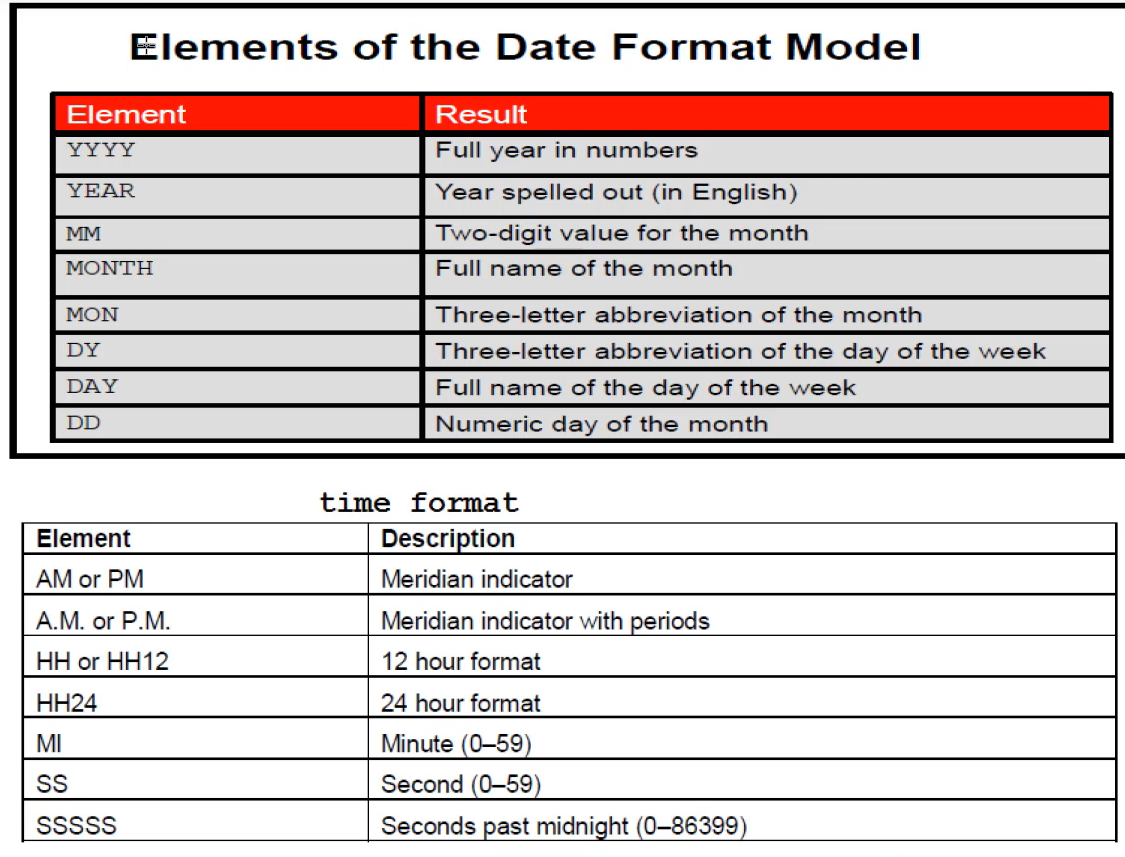 Elements of the Date Format Model
Element Result
YYYY Full year in numbers
YEAR Year spelled out (in English)
MM Two-digit value for the month
MONTH Full name of the month
MON Three-letter abbreviation of the month
DY Three-letter abbreviation of the day of the week
DAY Full name of the day of the week
DD Numeric day of the month
time format
Element Description
AM or PM Meridian indicator
A.M. or P.M. Meridian indicator with periods
HH or HH12 12 hour format
HH24 24 hour format
MI Minute (0–59)
SS Second (0–59)
SSSSS Seconds past midnight (0–86399)